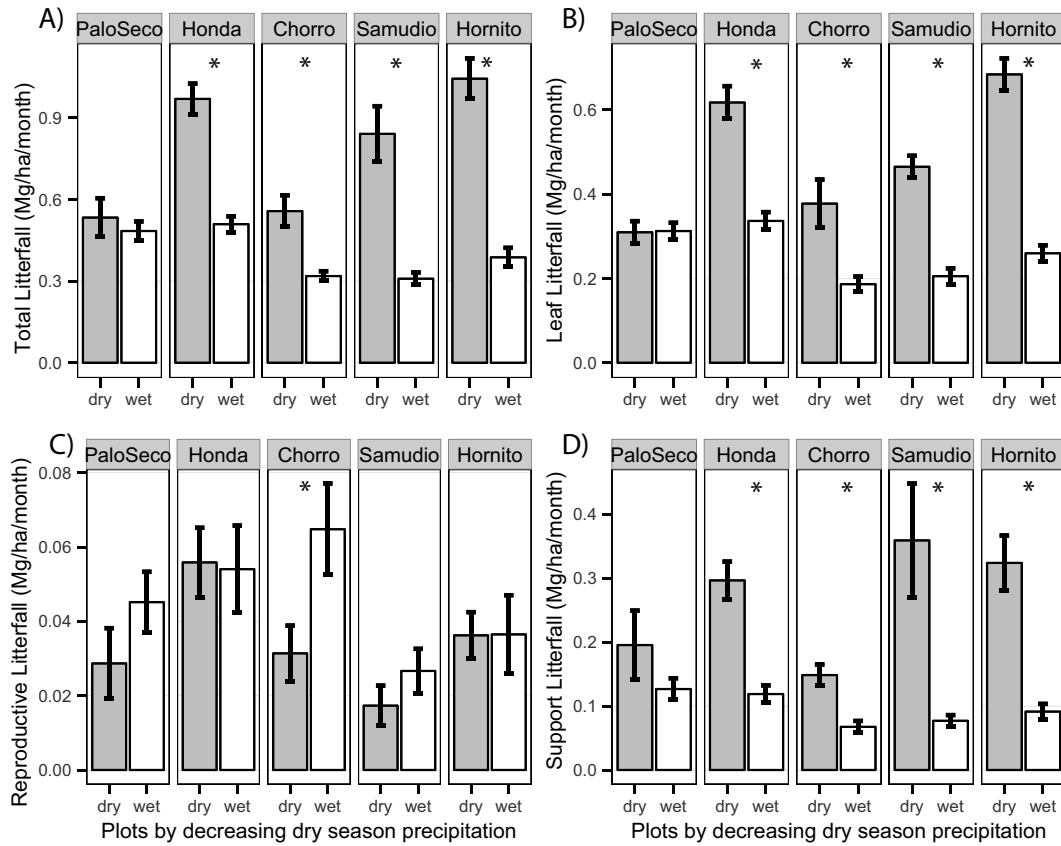 A)
PaloSeco Honda Chorro Samudio Hornito
Total Litterfall (Mg/ha/month)
0.9
0.6
0.3
0.0
* * * *
dry wet dry wet dry wet dry wet dry wet
B)
PaloSeco Honda Chorro Samudio Hornito
Leaf Litterfall (Mg/ha/month)
0.6
0.4
0.2
0.0
* * * *
dry wet dry wet dry wet dry wet dry wet
C)
PaloSeco Honda Chorro Samudio Hornito
Reproductive Litterfall (Mg/ha/month)
0.08
0.06
0.04
0.02
0.00
*
dry wet dry wet dry wet dry wet dry wet
Plots by decreasing dry season precipitation
D)
PaloSeco Honda Chorro Samudio Hornito
Support Litterfall (Mg/ha/month)
0.4
0.3
0.2
0.1
0.0
* * * *
dry wet dry wet dry wet dry wet dry wet
Plots by decreasing dry season precipitation